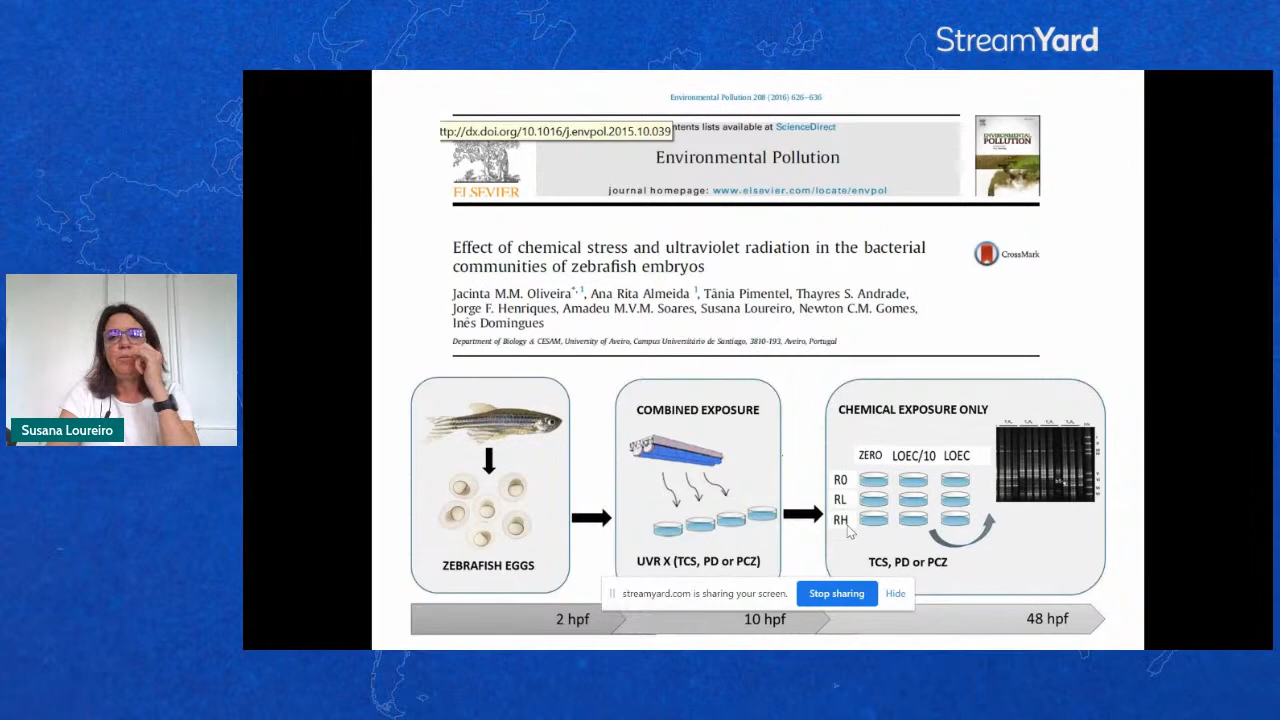 StreamYard
Environmental Pollution 208 (2016) 626–636
ttp://dx.doi.org/10.1016/j.envpol.2015.10.039
ntents lists available at ScienceDirect
Environmental Pollution
journal homepage: www.elsevier.com/locate/envpol
ELSEVIER
ENVIRONMENTAL
POLLUTION
Effect of chemical stress and ultraviolet radiation in the bacterial
communities of zebrafish embryos
CrossMark
Jacinta M.M. Oliveira*, 1, Ana Rita Almeida 1, Tânia Pimentel, Thayres S. Andrade,
Jorge F. Henriques, Amadeu M.V.M. Soares, Susana Loureiro, Newton C.M. Gomes,
Inês Domingues
Department of Biology & CESAM, University of Aveiro, Campus Universitário de Santiago, 3810-193, Aveiro, Portugal
Susana Loureiro
ZEBRAFISH EGGS
COMBINED EXPOSURE
UVR X (TCS, PD or PCZ)
CHEMICAL EXPOSURE ONLY
ZERO LOEC/10 LOEC
R0
RL
RH
TCS, PD or PCZ
streamyard.com is sharing your screen.
Stop sharing
Hide
2 hpf
10 hpf
48 hpf